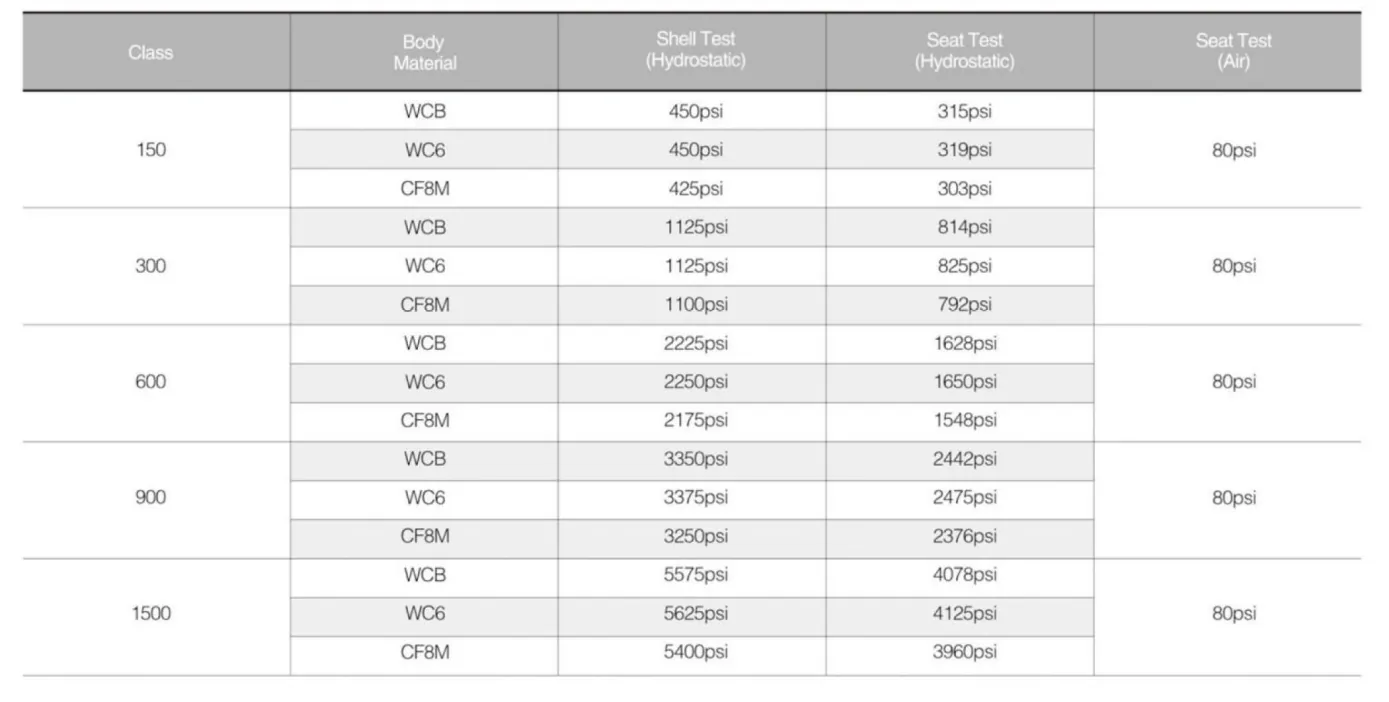 Class Body Material Shell Test (Hydrostatic) Seat Test (Hydrostatic) Seat Test (Air)
150 WCB 450psi 315psi 80psi
WC6 450psi 319psi
CF8M 425psi 303psi
300 WCB 1125psi 814psi 80psi
WC6 1125psi 825psi
CF8M 1100psi 792psi
600 WCB 2225psi 1628psi 80psi
WC6 2250psi 1650psi
CF8M 2175psi 1548psi
900 WCB 3350psi 2442psi 80psi
WC6 3375psi 2475psi
CF8M 3250psi 2376psi
1500 WCB 5575psi 4078psi 80psi
WC6 5625psi 4125psi
CF8M 5400psi 3960psi